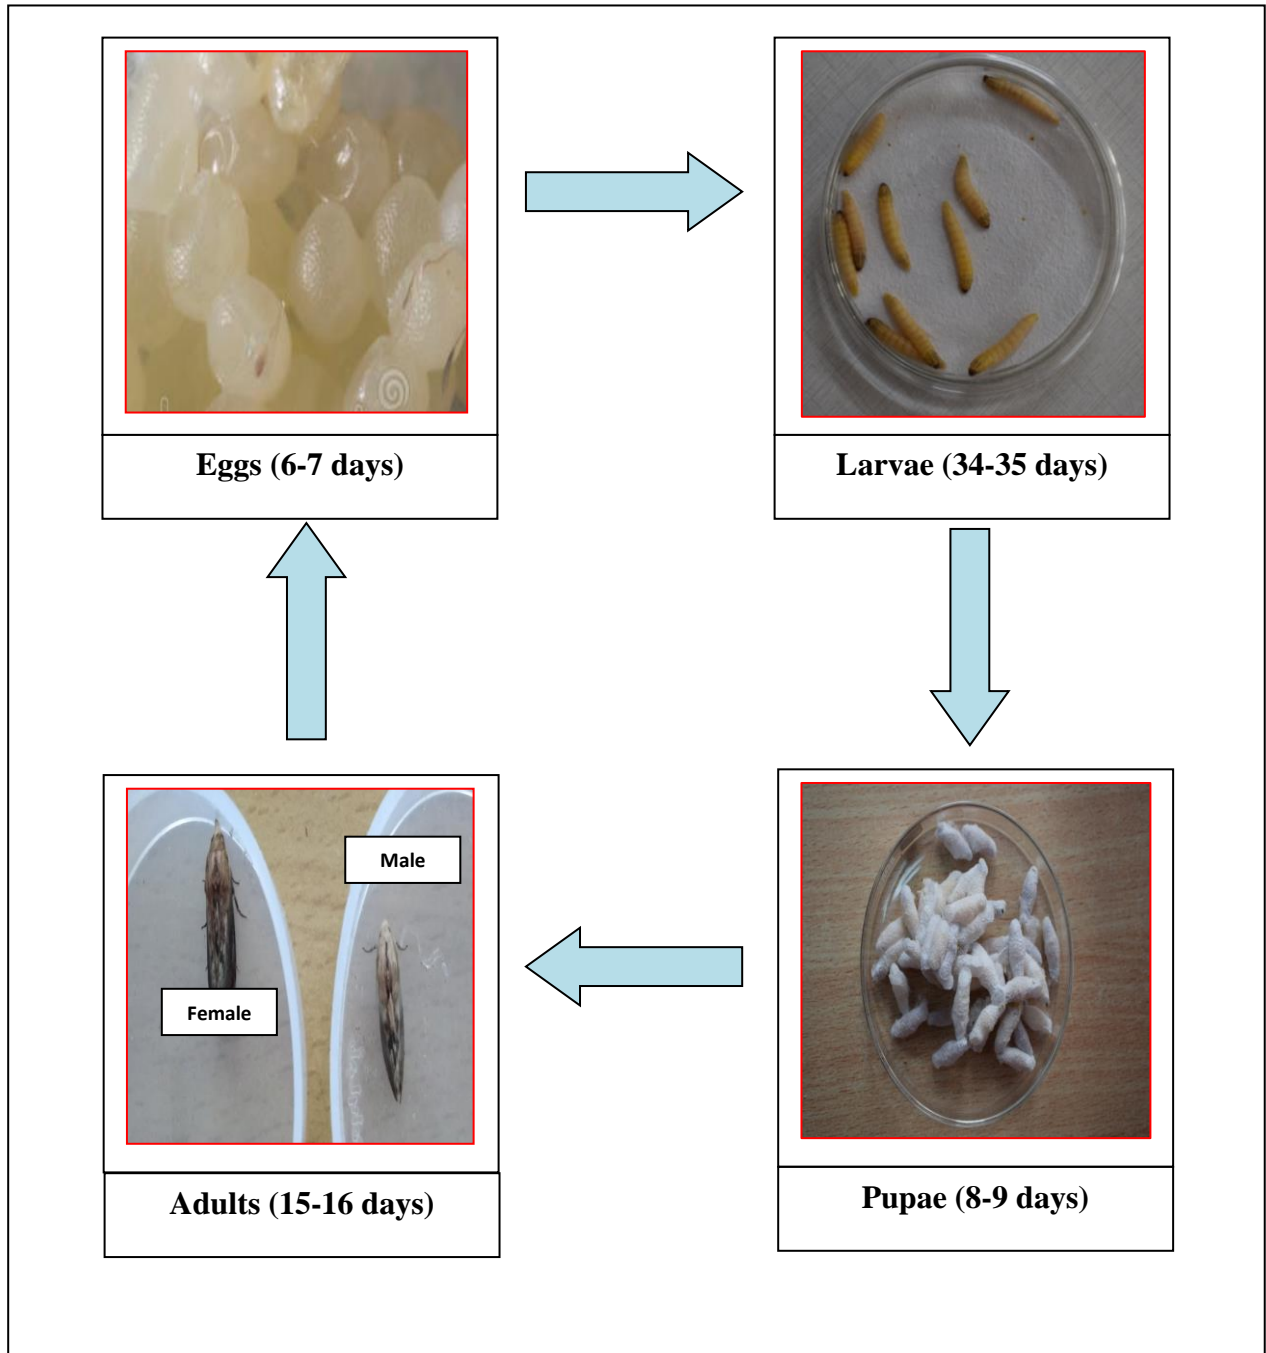 Eggs (6-7 days)
Larvae (34-35 days)
Male
Female
Adults (15-16 days)
Pupae (8-9 days)